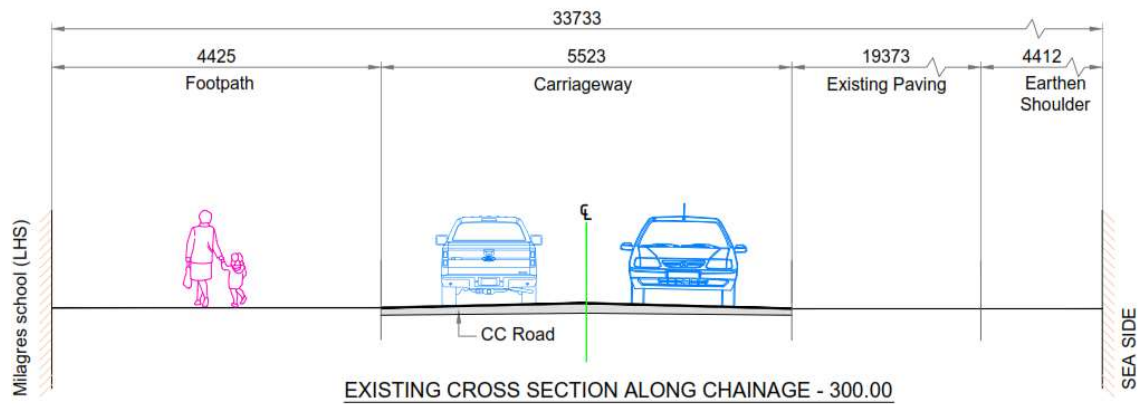 33733
4425
5523
19373
4412
Footpath
Carriageway
Existing Paving
Earthen
Shoulder
Milagres school (LHS)
℄
SEA SIDE
CC Road
EXISTING CROSS SECTION ALONG CHAINAGE - 300.00